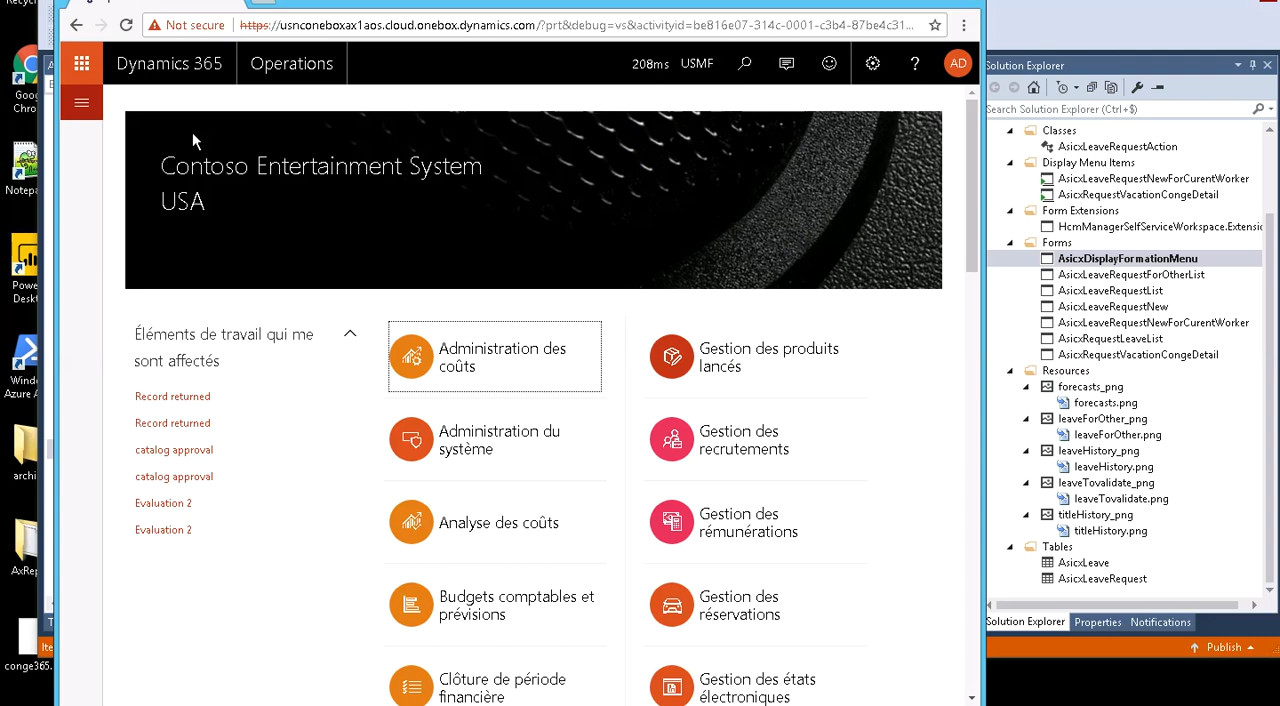 Not secure https://usnconeboxax1aos.cloud.onebox.dynamics.com/?prt&debug=vs&activityid=be816e07-314c-0001-c3b4-87be4c31...
Dynamics 365 Operations 208ms USMF ? AD
Contoso Entertainment System
USA
Éléments de travail qui me
sont affectés
Record returned
Record returned
catalog approval
catalog approval
Evaluation 2
Evaluation 2
Administration des
coûts
Administration du
système
Analyse des coûts
Budgets comptables et
prévisions
Clôture de période
financière
Gestion des produits
lancés
Gestion des
recrutements
Gestion des
rémunérations
Gestion des
réservations
Gestion des états
électroniques
Solution Explorer
Search Solution Explorer (Ctrl+$)
Classes
AsicxLeaveRequestAction
Display Menu Items
AsicxLeaveRequestNewForCurentWorker
AsicxRequestVacationCongeDetail
Form Extensions
HcmManagerSelfServiceWorkspace.Extensi
Forms
AsicxDisplayFormationMenu
AsicxLeaveRequestForOtherList
AsicxLeaveRequestList
AsicxLeaveRequestNew
AsicxLeaveRequestNewForCurentWorker
AsicxRequestLeaveList
AsicxRequestVacationCongeDetail
Resources
forecasts_png
forecasts.png
leaveForOther_png
leaveForOther.png
leaveHistory_png
leaveHistory.png
leaveTovalidate_png
leaveTovalidate.png
titleHistory_png
titleHistory.png
Tables
AsicxLeave
AsicxLeaveRequest
Solution Explorer Properties Notifications
Publish
Goo
Chro
Notepa
Powe
Deskt
Wind
Azure A
archi
AxRep
conge365.
Ite